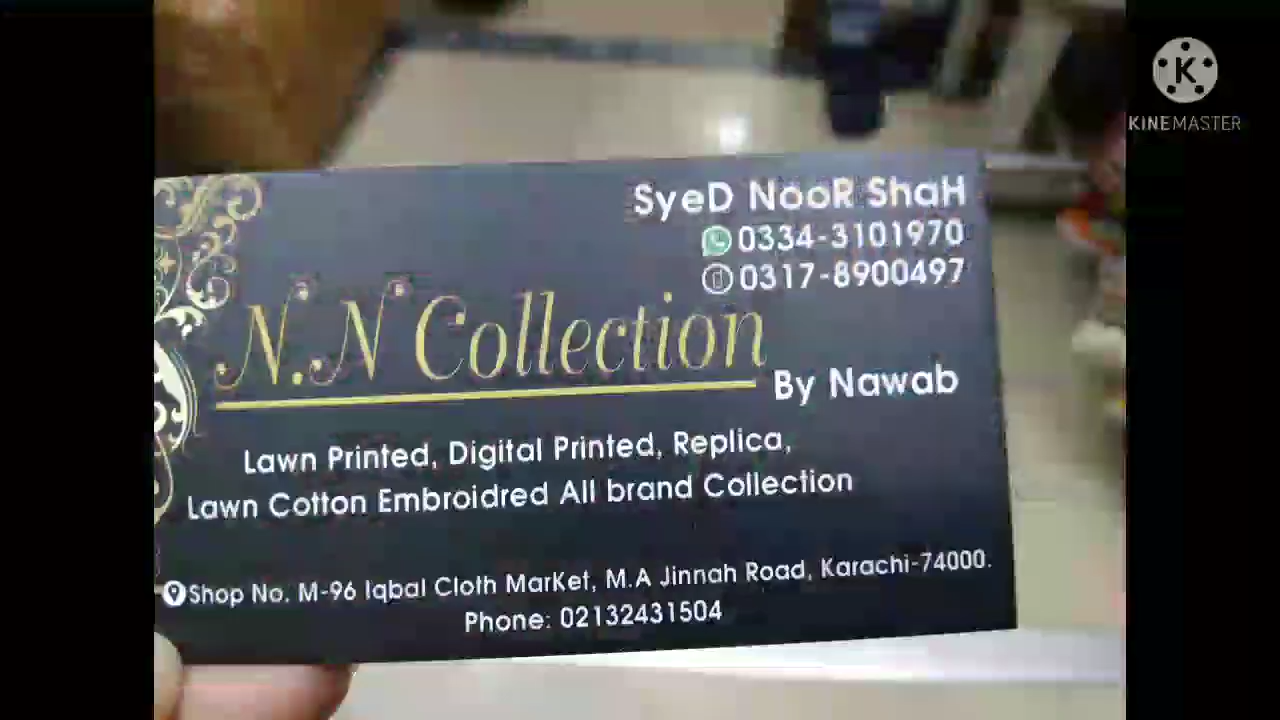 K
KINEMASTER
SyeD NooR ShaH
0334-3101970
0317-8900497
N.N Collection
By Nawab
Lawn Printed, Digital Printed, Replica,
Lawn Cotton Embroidred All brand Collection
Shop No. M-96 Iqbal Cloth MarKet, M.A Jinnah Road, Karachi-74000.
Phone: 02132431504